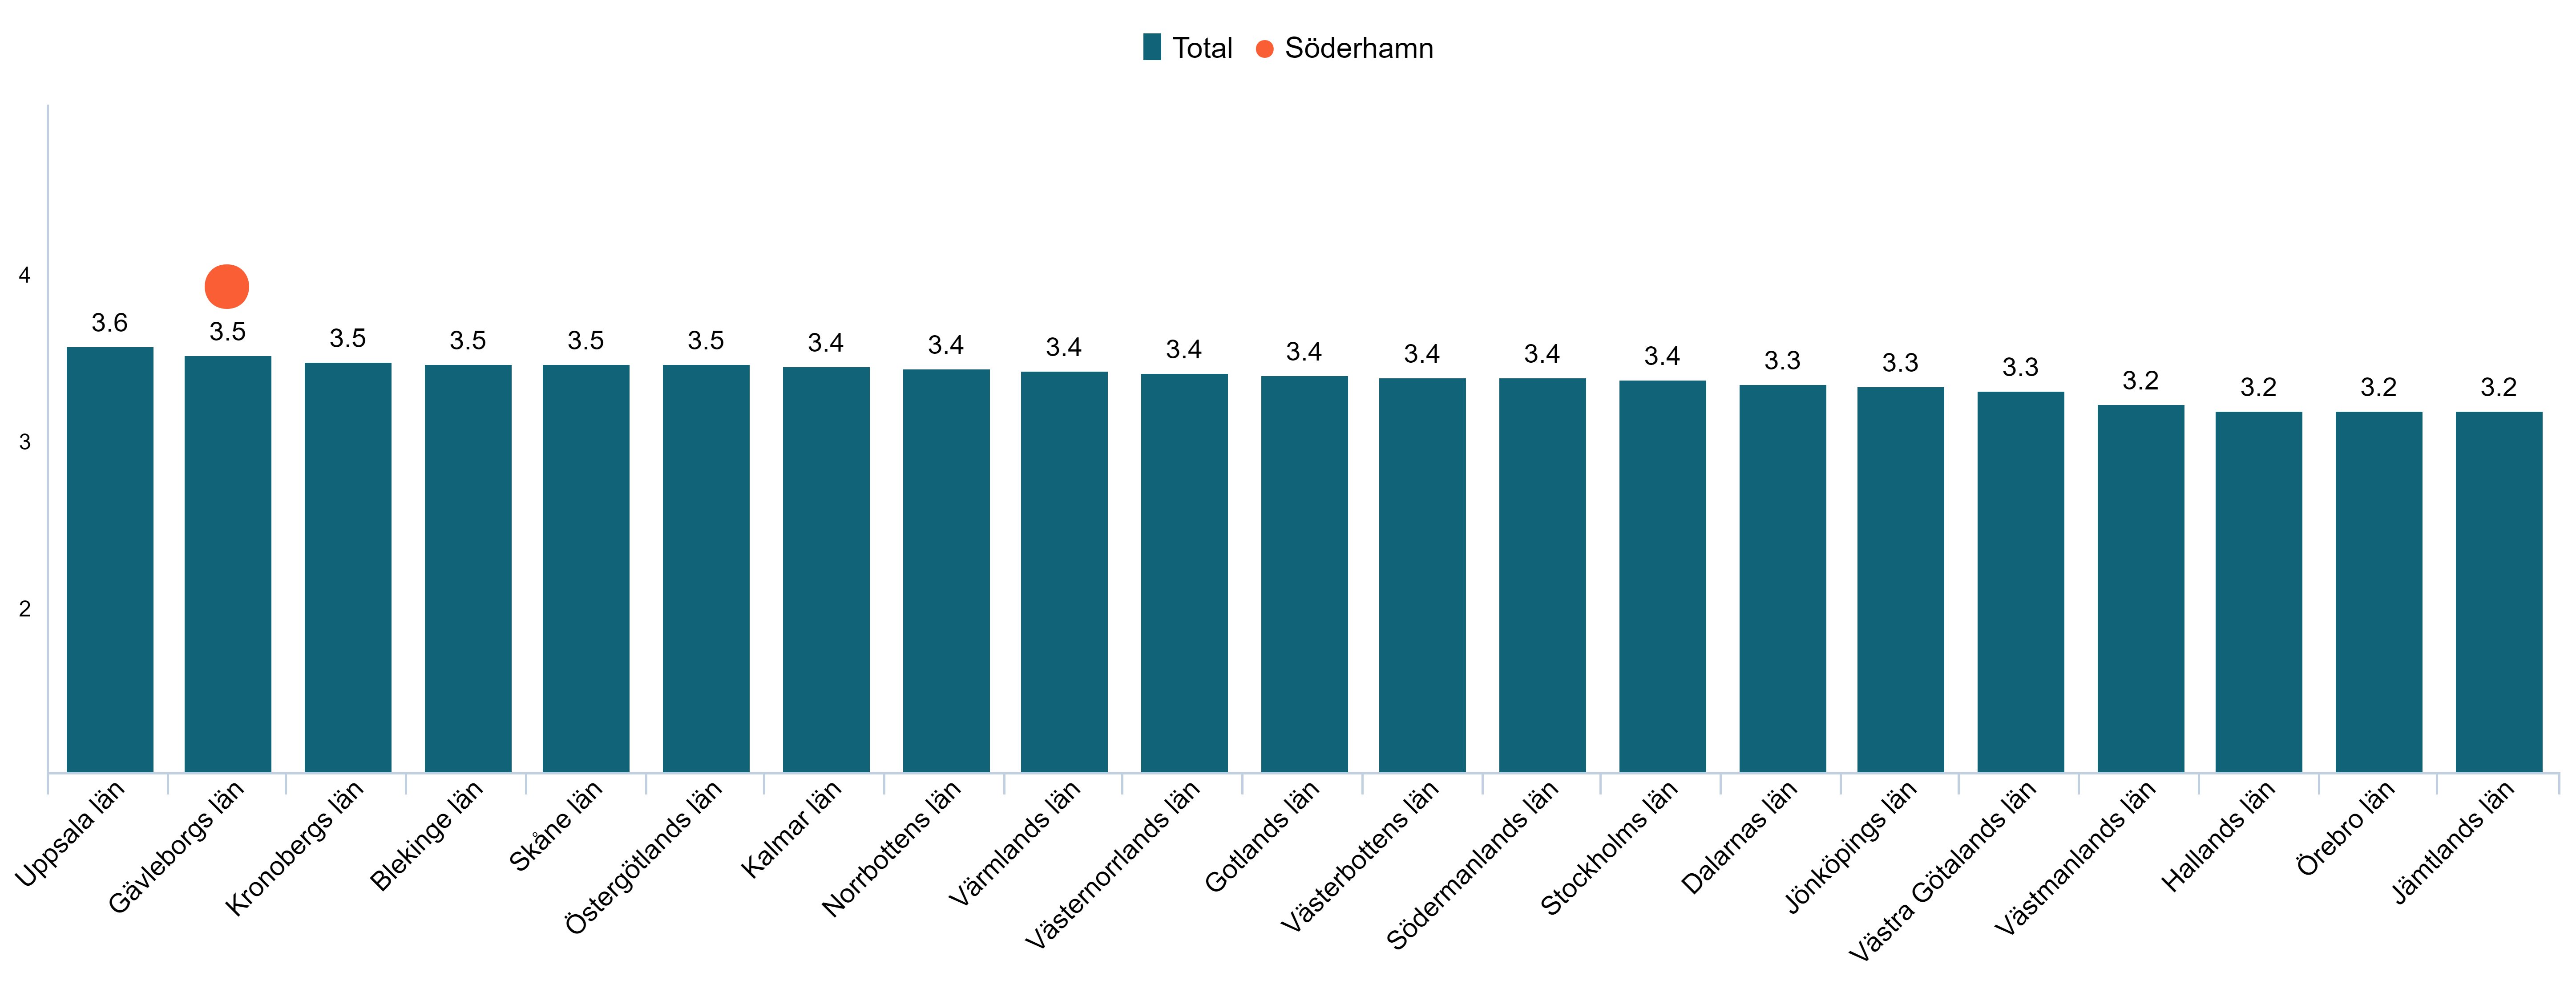 Total Söderhamn
4
3
2
3.6 3.5 3.5 3.5 3.5 3.5 3.4 3.4 3.4 3.4 3.4 3.4 3.4 3.4 3.3 3.3 3.3 3.2 3.2 3.2 3.2
Uppsala län
Gävleborgs län
Kronobergs län
Blekinge län
Skåne län
Östergötlands län
Kalmar län
Norrbottens län
Värmlands län
Västernorrlands län
Gotlands län
Västerbottens län
Södermanlands län
Stockholms län
Dalarnas län
Jönköpings län
Västra Götalands län
Västmanlands län
Hallands län
Örebro län
Jämtlands län